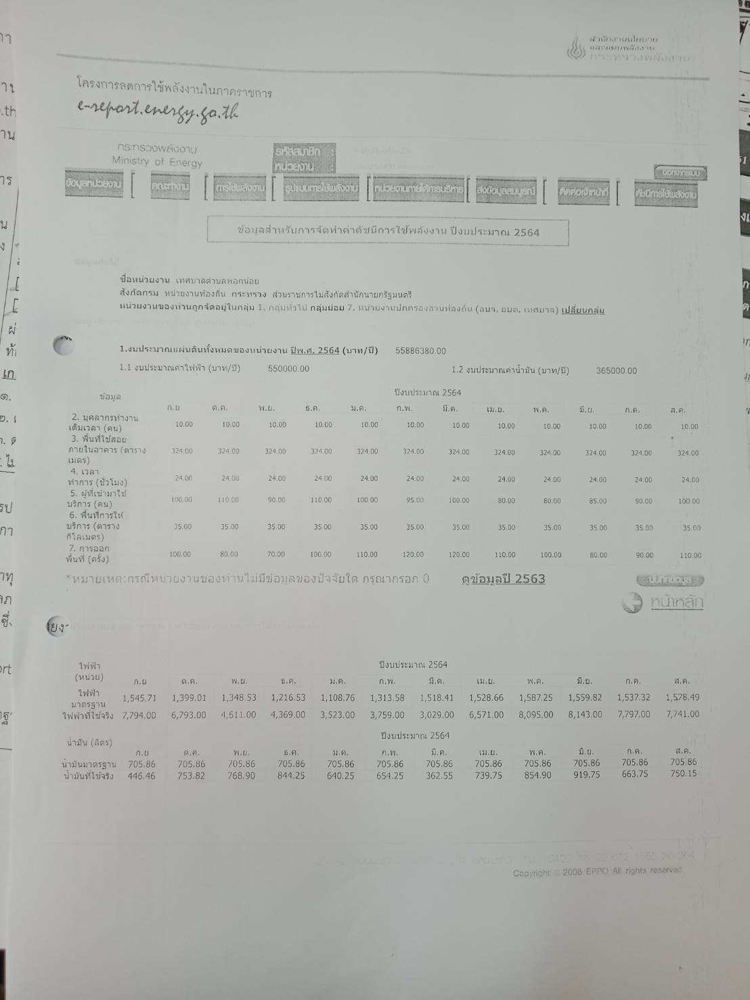 สำนักงานนโยบาย
และแผนพลังงาน
กระทรวงพลังงาน
โครงการลดการใช้พลังงานในภาคราชการ
e-report.energy.go.th
กระทรวงพลังงาน
Ministry of Energy
รหัสสมาชิก :
หน่วยงาน :
ออกจากระบบ
ข้อมูลหน่วยงาน [ คณะทำงาน [ การใช้พลังงาน [ รูปแบบการใช้พลังงาน [ หน่วยงานภายใต้การบริหาร [ ส่งข้อมูลสมบูรณ์ [ ติดต่อเจ้าหน้าที่ [ ดัชนีการใช้พลังงาน
ข้อมูลสำหรับการจัดทำค่าดัชนีการใช้พลังงาน ปีงบประมาณ 2564
ชื่อหน่วยงาน เทศบาลตำบลพอกน้อย
สังกัดกรม หน่วยงานท้องถิ่น กระทรวง ส่วนราชการไม่สังกัดสำนักนายกรัฐมนตรี
หน่วยงานของท่านถูกจัดอยู่ในกลุ่ม 1. กลุ่มทั่วไป กลุ่มย่อย 7. หน่วยงานปกครองส่วนท้องถิ่น (อบจ. อบต. เทศบาล) เปลี่ยนกลุ่ม
1.งบประมาณแผ่นดินทั้งหมดของหน่วยงาน ปีพ.ศ. 2564 (บาท/ปี) 55886380.00
1.1 งบประมาณค่าไฟฟ้า (บาท/ปี) 550000.00 1.2 งบประมาณค่าน้ำมัน (บาท/ปี) 365000.00
ข้อมูล ปีงบประมาณ 2564
ก.ย ต.ค. พ.ย. ธ.ค. ม.ค. ก.พ. มี.ค. เม.ย. พ.ค. มิ.ย. ก.ค. ส.ค.
2. บุคลากรทำงาน
เต็มเวลา (คน) 10.00 10.00 10.00 10.00 10.00 10.00 10.00 10.00 10.00 10.00 10.00 10.00
3. พื้นที่ใช้สอย
ภายในอาคาร (ตาราง 324.00 324.00 324.00 324.00 324.00 324.00 324.00 324.00 324.00 324.00 324.00 324.00
เมตร)
4. เวลา
ทำการ (ชั่วโมง) 24.00 24.00 24.00 24.00 24.00 24.00 24.00 24.00 24.00 24.00 24.00 24.00
5. ผู้ที่เข้ามาใช้
บริการ (คน) 100.00 110.00 90.00 110.00 100.00 95.00 100.00 80.00 80.00 85.00 90.00 100.00
6. พื้นที่การให้
บริการ (ตาราง 35.00 35.00 35.00 35.00 35.00 35.00 35.00 35.00 35.00 35.00 35.00 35.00
กิโลเมตร)
7. การออก
พื้นที่ (ครั้ง) 100.00 80.00 70.00 100.00 110.00 120.00 120.00 110.00 100.00 80.00 90.00 110.00
*หมายเหตุ:กรณีหน่วยงานของท่านไม่มีข้อมูลของปัจจัยใด กรุณากรอก 0 ดูข้อมูลปี 2563
บันทึกข้อมูล
หน้าหลัก
ไฟฟ้า ปีงบประมาณ 2564
(หน่วย) ก.ย ต.ค. พ.ย. ธ.ค. ม.ค. ก.พ. มี.ค. เม.ย. พ.ค. มิ.ย. ก.ค. ส.ค.
ไฟฟ้า
มาตรฐาน 1,545.71 1,399.01 1,348.53 1,216.53 1,108.76 1,313.58 1,518.41 1,528.66 1,587.25 1,559.82 1,537.32 1,578.49
ไฟฟ้าที่ใช้จริง 7,794.00 6,793.00 4,611.00 4,369.00 3,523.00 3,759.00 3,029.00 6,571.00 8,095.00 8,143.00 7,797.00 7,741.00
น้ำมัน (ลิตร) ปีงบประมาณ 2564
ก.ย ต.ค. พ.ย. ธ.ค. ม.ค. ก.พ. มี.ค. เม.ย. พ.ค. มิ.ย. ก.ค. ส.ค.
น้ำมันมาตรฐาน 705.86 705.86 705.86 705.86 705.86 705.86 705.86 705.86 705.86 705.86 705.86 705.86
น้ำมันที่ใช้จริง 446.46 753.82 768.90 844.25 640.25 654.25 362.55 739.75 854.90 919.75 663.75 750.15
Copyright © 2008 EPPO All rights reserved